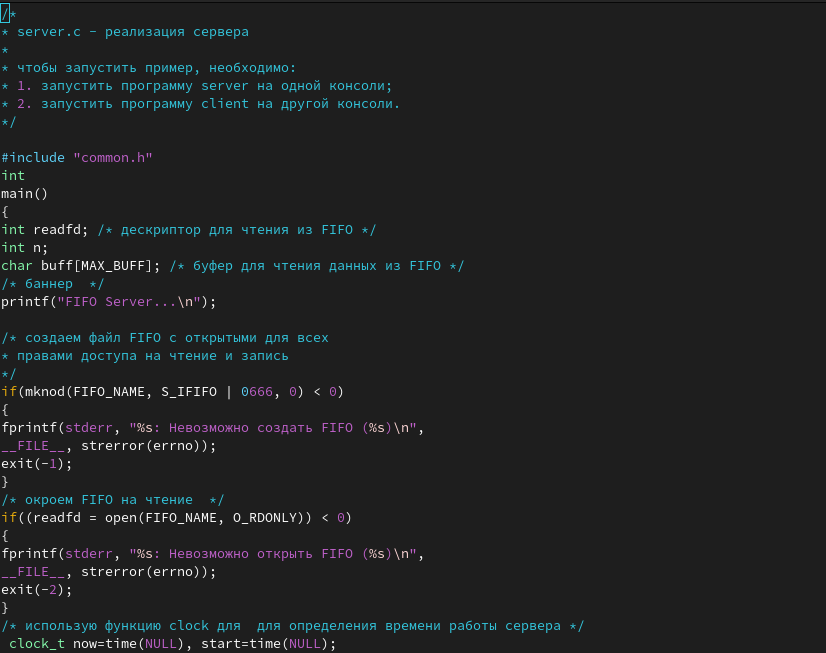 /*
* server.c - реализация сервера
*
* чтобы запустить пример, необходимо:
* 1. запустить программу server на одной консоли;
* 2. запустить программу client на другой консоли.
*/
#include "common.h"
int
main()
{
int readfd; /* дескриптор для чтения из FIFO */
int n;
char buff[MAX_BUFF]; /* буфер для чтения данных из FIFO */
/* баннер  */
printf("FIFO Server...\n");
/* создаем файл FIFO с открытыми для всех
* правами доступа на чтение и запись
*/
if(mknod(FIFO_NAME, S_IFIFO | 0666, 0) < 0)
{
fprintf(stderr, "%s: Невозможно создать FIFO (%s)\n",
__FILE__, strerror(errno));
exit(-1);
}
/* окроем FIFO на чтение  */
if((readfd = open(FIFO_NAME, O_RDONLY)) < 0)
{
fprintf(stderr, "%s: Невозможно открыть FIFO (%s)\n",
__FILE__, strerror(errno));
exit(-2);
}
/* использую функцию clock для  для определения времени работы сервера */
 clock_t now=time(NULL), start=time(NULL);